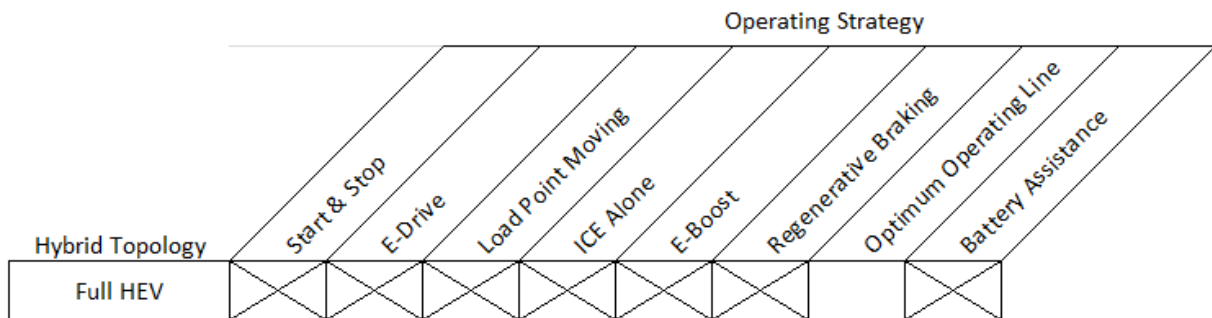 Operating Strategy
Start & Stop
E-Drive
Load Point Moving
ICE Alone
E-Boost
Regenerative Braking
Optimum Operating Line
Battery Assistance
Hybrid Topology
Full HEV